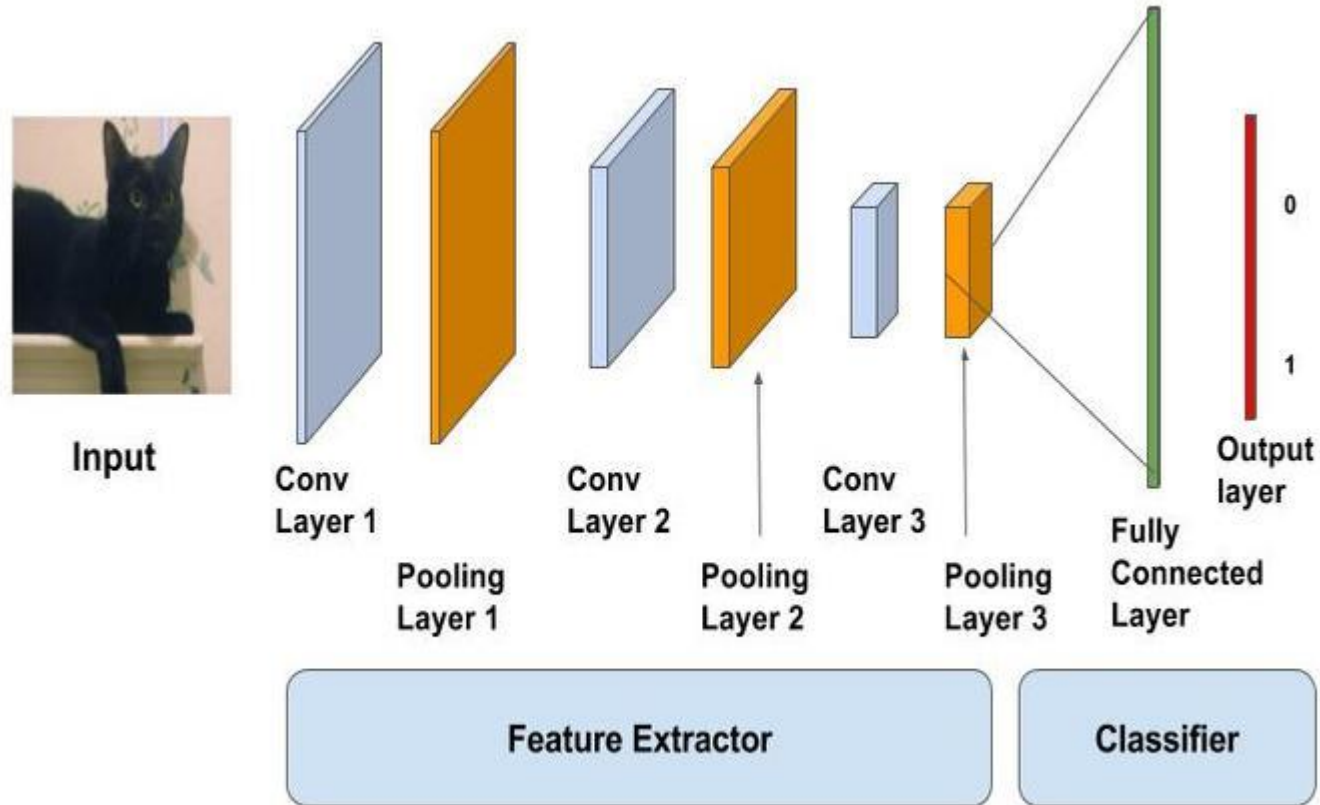 Input
Conv
Layer 1
Pooling
Layer 1
Conv
Layer 2
Pooling
Layer 2
Conv
Layer 3
Pooling
Layer 3
Fully
Connected
Layer
0
1
Output
layer
Feature Extractor
Classifier